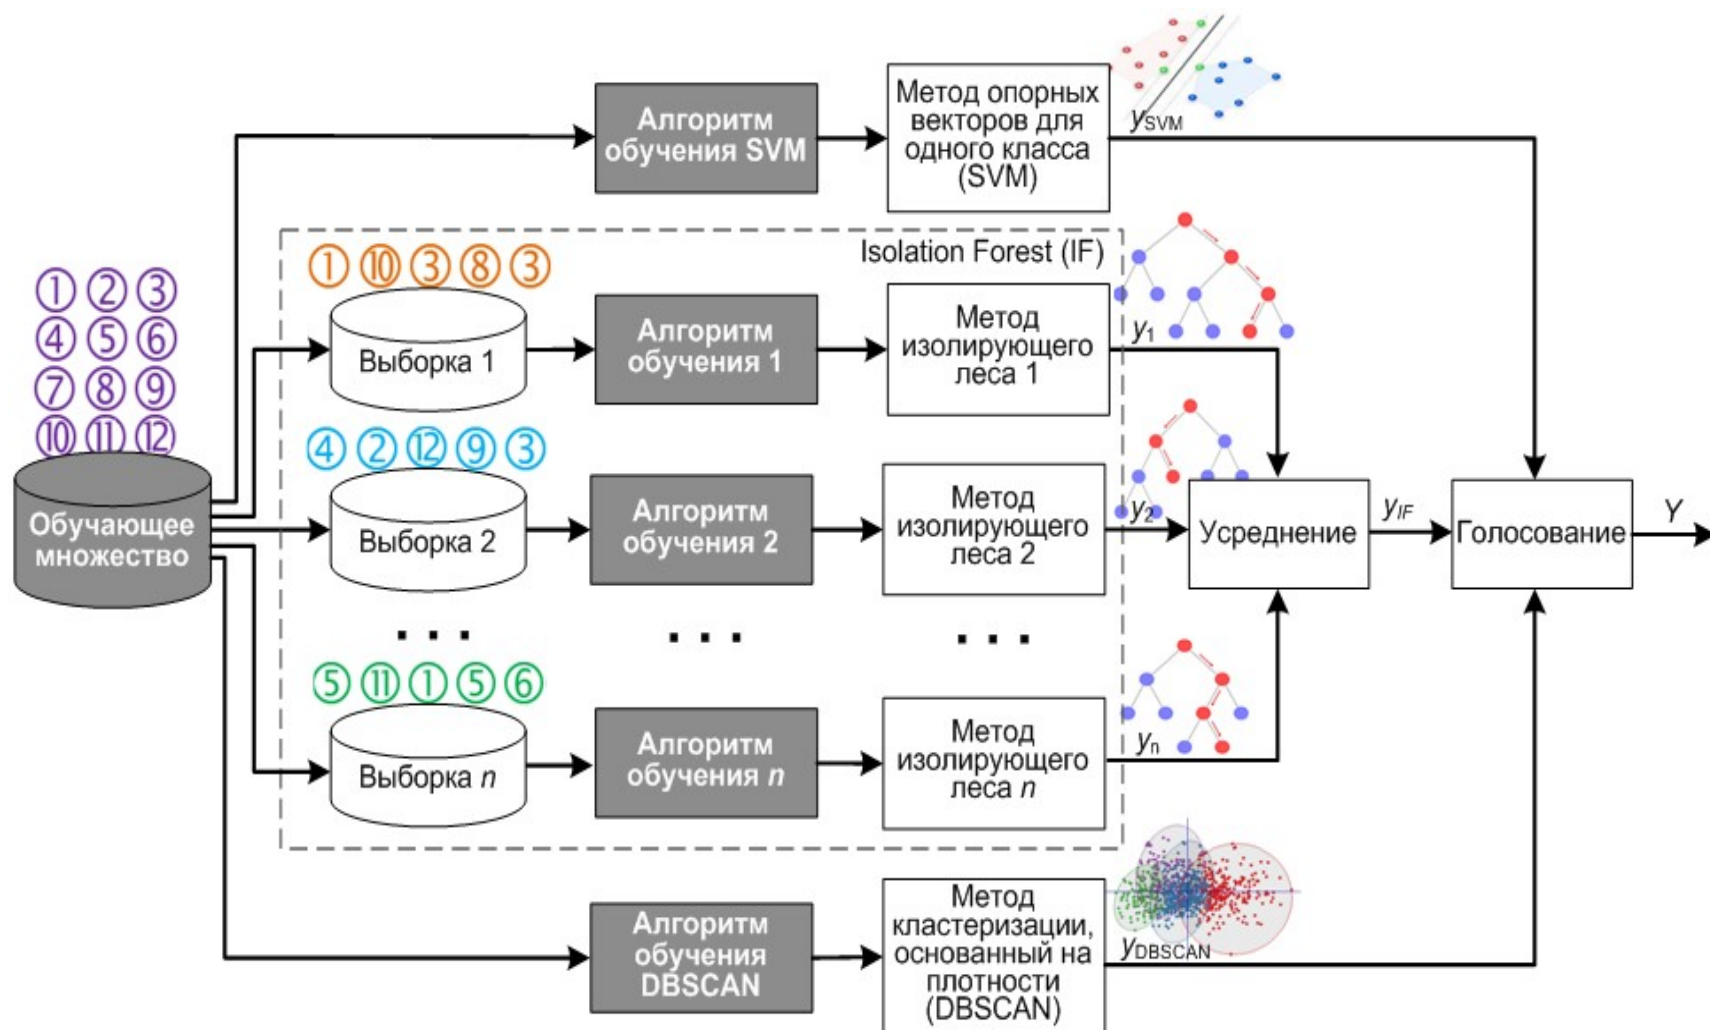 Алгоритм
обучения SVM
Метод опорных
векторов для
одного класса
(SVM)
ySVM
Isolation Forest (IF)
① ② ③
④ ⑤ ⑥
⑦ ⑧ ⑨
⑩ ⑪ ⑫
Обучающее
множество
① ⑩ ③ ⑧ ③
Выборка 1
Алгоритм
обучения 1
Метод
изолирующего
леса 1
y1
④ ② ⑫ ⑨ ③
Выборка 2
Алгоритм
обучения 2
Метод
изолирующего
леса 2
y2
Усреднение
yIF
Голосование
Y
. . .
. . .
. . .
⑤ ⑪ ① ⑤ ⑥
Выборка n
Алгоритм
обучения n
Метод
изолирующего
леса n
yn
Алгоритм
обучения
DBSCAN
Метод
кластеризации,
основанный на
плотности
(DBSCAN)
yDBSCAN